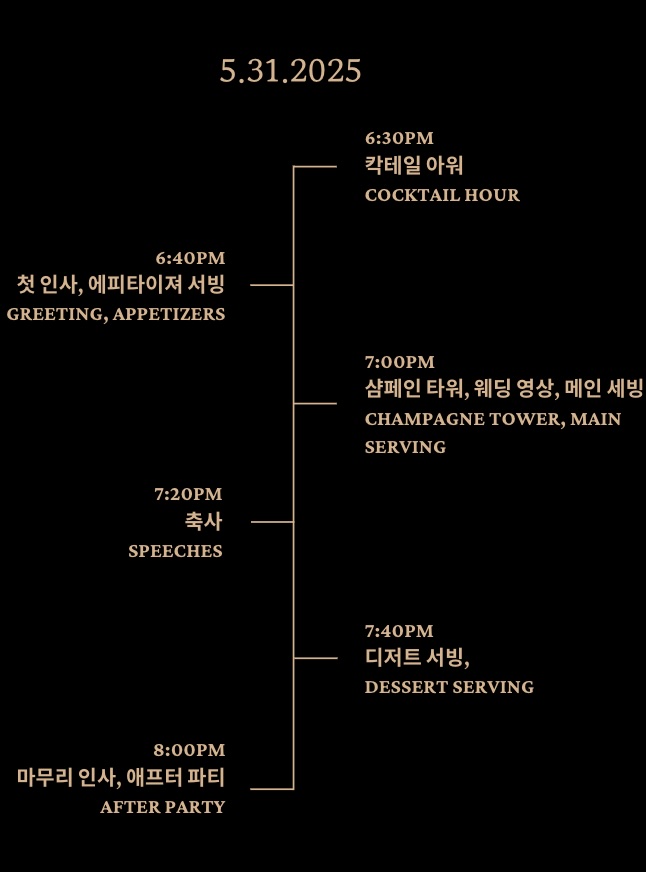 5.31.2025
6:30PM
칵테일 아워
COCKTAIL HOUR
6:40PM
첫 인사, 에피타이져 서빙
GREETING, APPETIZERS
7:00PM
샴페인 타워, 웨딩 영상, 메인 세빙
CHAMPAGNE TOWER, MAIN
SERVING
7:20PM
축사
SPEECHES
7:40PM
디저트 서빙,
DESSERT SERVING
8:00PM
마무리 인사, 애프터 파티
AFTER PARTY